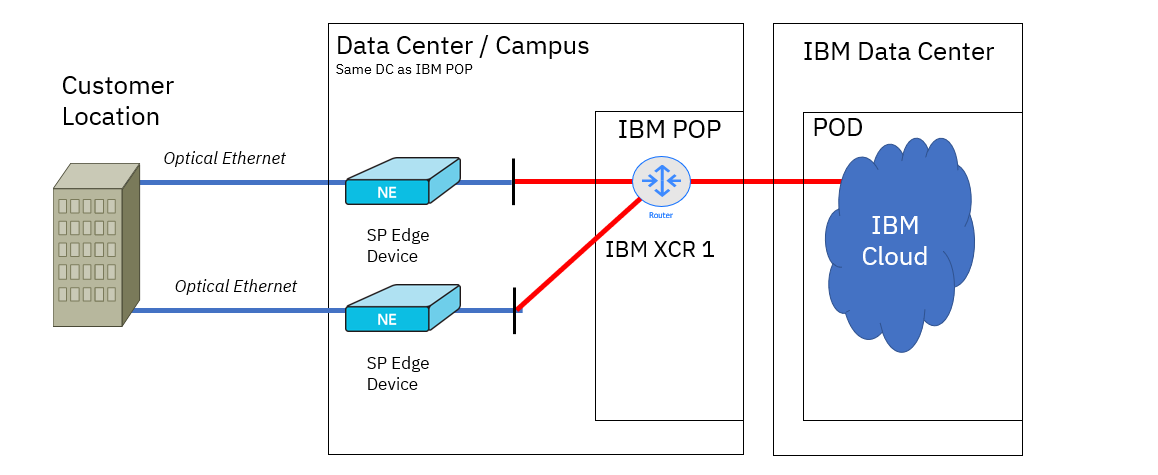 Data Center / Campus
Same DC as IBM POP
IBM Data Center
Customer
Location
IBM POP
POD
Optical Ethernet
NE
Router
SP Edge
Device
IBM XCR 1
IBM
Cloud
Optical Ethernet
NE
SP Edge
Device